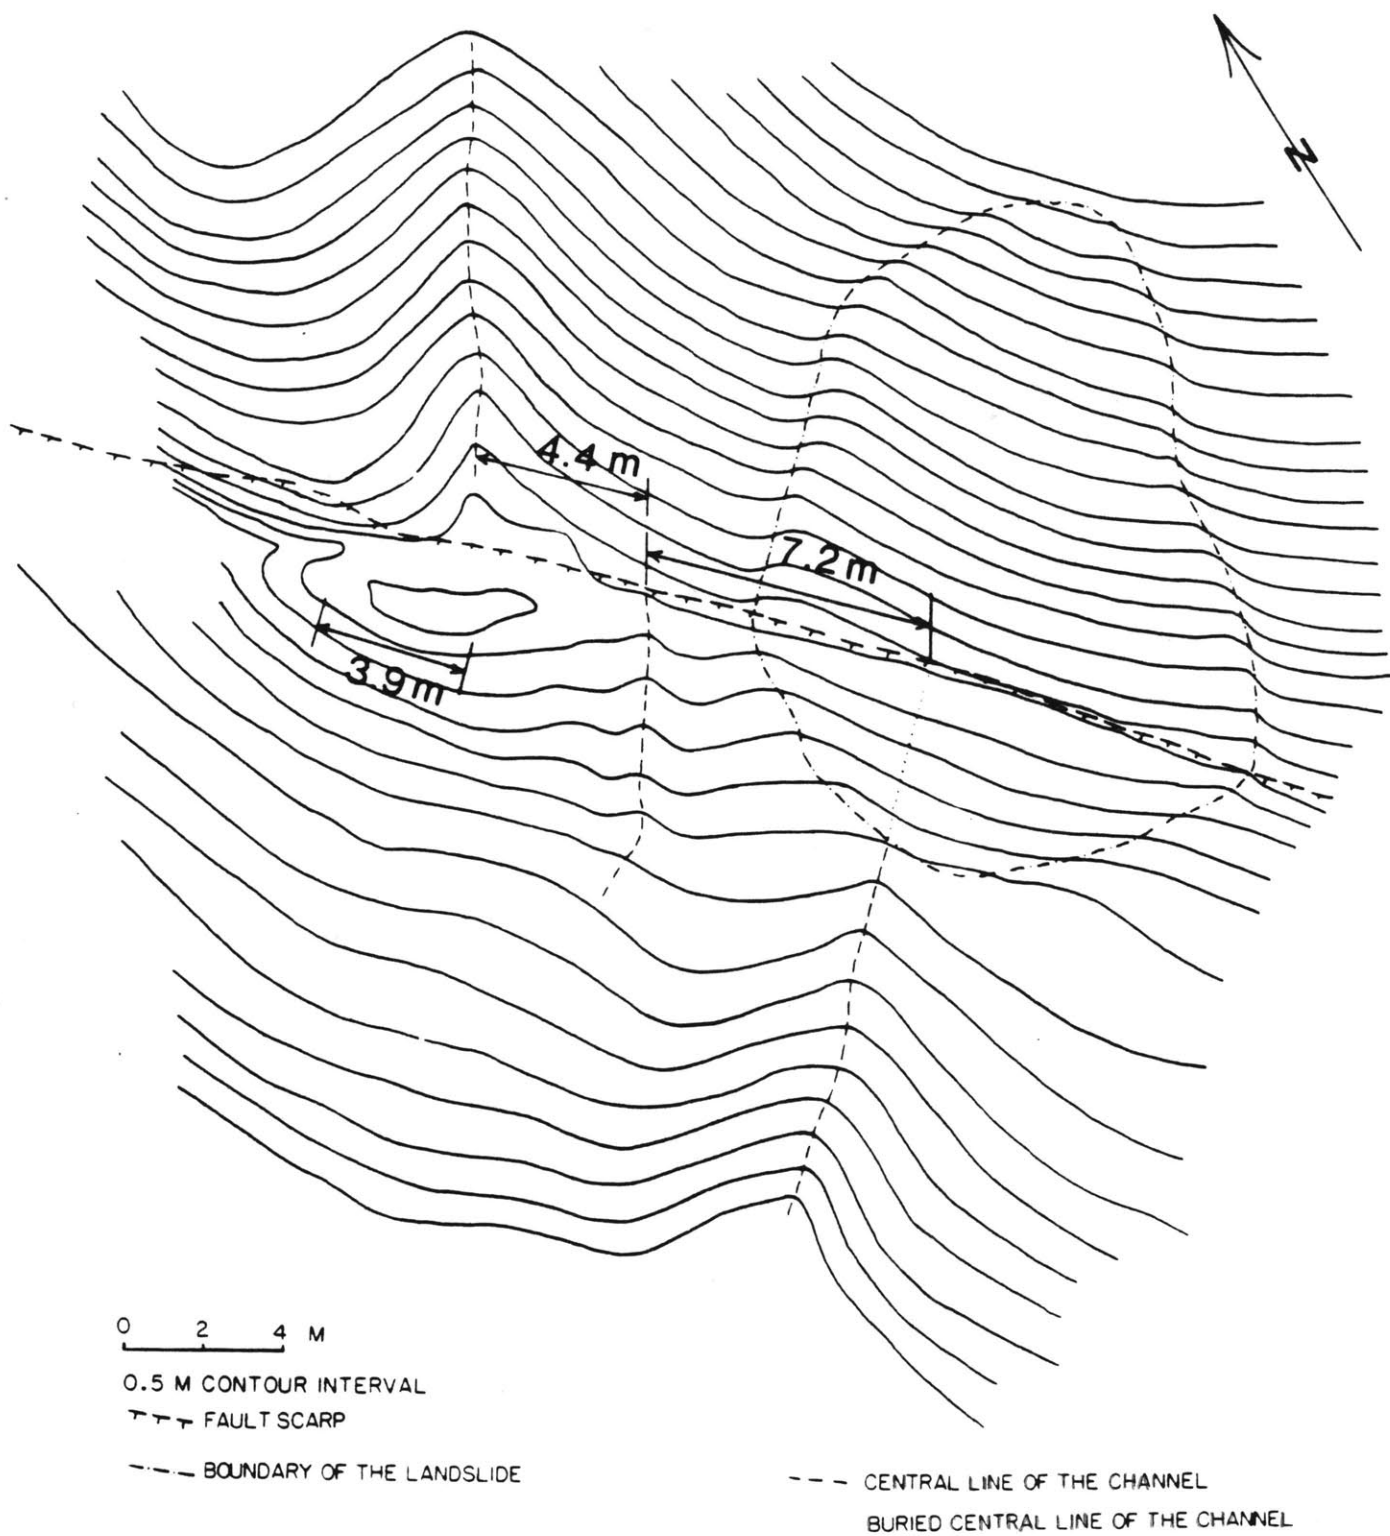 N
4.4 m
7.2 m
3.9 m
0 2 4 M
0.5 M CONTOUR INTERVAL
FAULT SCARP
BOUNDARY OF THE LANDSLIDE
CENTRAL LINE OF THE CHANNEL
BURIED CENTRAL LINE OF THE CHANNEL